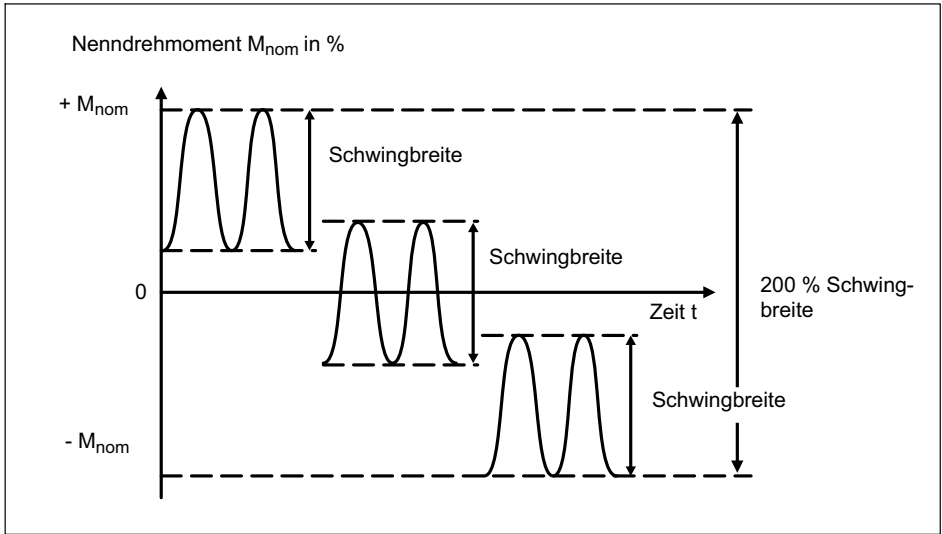 Nenndrehmoment Mnom in %
+ Mnom
Schwingbreite
Schwingbreite
0
Zeit t
200 % Schwing-
breite
Schwingbreite
- Mnom